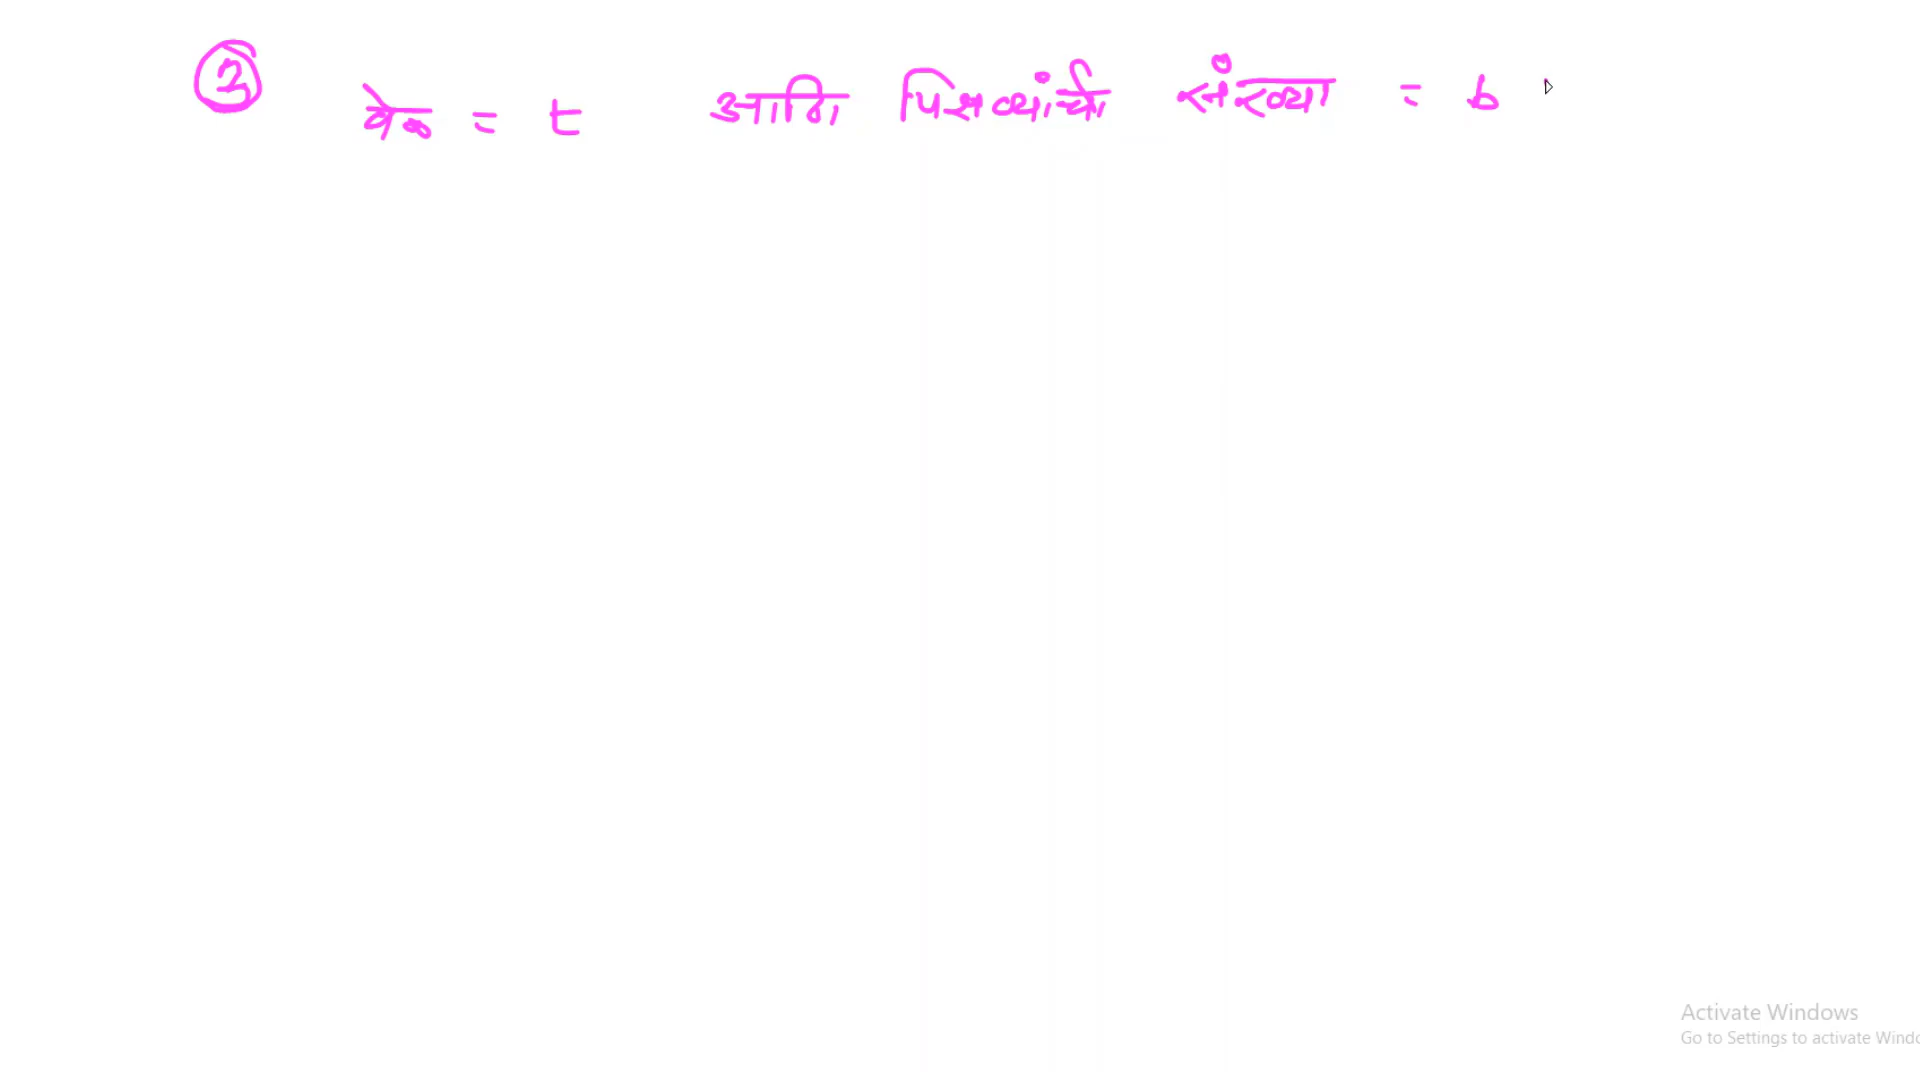 2 वेळ = t आणि पिशव्यांची संख्या = b
Activate Windows
Go to Settings to activate Windo